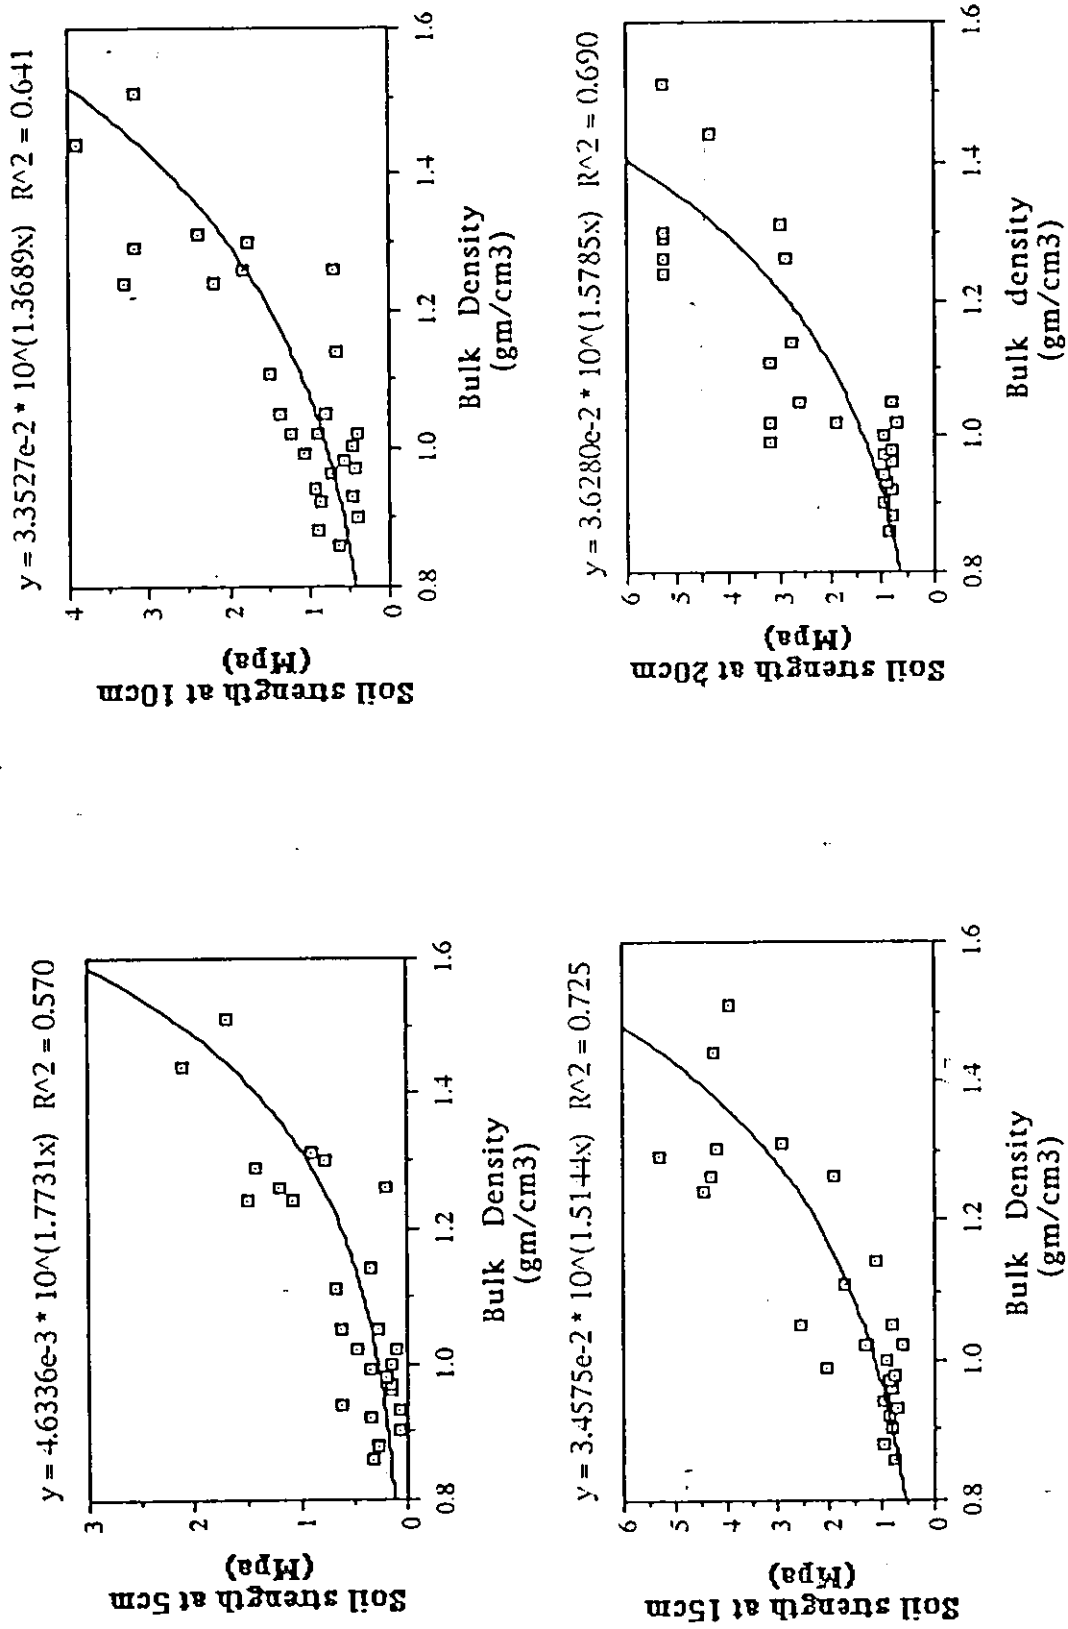 y = 4.6336e-3 * 10^(1.7731x) R^2 = 0.570
Soil strength at 5cm
(Mpa)
3
2
1
0
0.8
1.0
1.2
1.4
1.6
Bulk Density
(gm/cm3)
y = 3.3527e-2 * 10^(1.3689x) R^2 = 0.641
Soil strength at 10cm
(Mpa)
4
3
2
1
0
0.8
1.0
1.2
1.4
1.6
Bulk Density
(gm/cm3)
y = 3.4575e-2 * 10^(1.5144x) R^2 = 0.725
Soil strength at 15cm
(Mpa)
6
5
4
3
2
1
0
0.8
1.0
1.2
1.4
1.6
Bulk Density
(gm/cm3)
y = 3.6280e-2 * 10^(1.5785x) R^2 = 0.690
Soil strength at 20cm
(Mpa)
6
5
4
3
2
1
0
0.8
1.0
1.2
1.4
1.6
Bulk density
(gm/cm3)